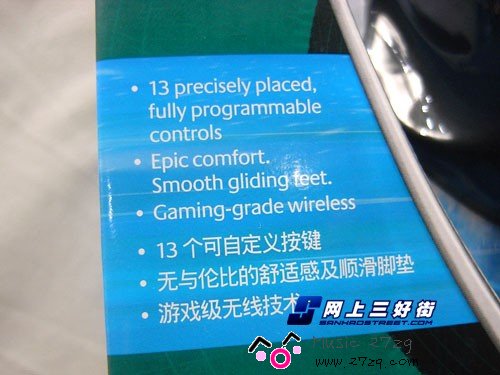 • 13 precisely placed,
fully programmable
controls
• Epic comfort.
Smooth gliding feet.
• Gaming-grade wireless
• 13 个可自定义按键
• 无与伦比的舒适感及顺滑脚垫
• 游戏级无线技术
网上三好街
SANHAOSTREET.COM
Music 27zg
www.27zg.com